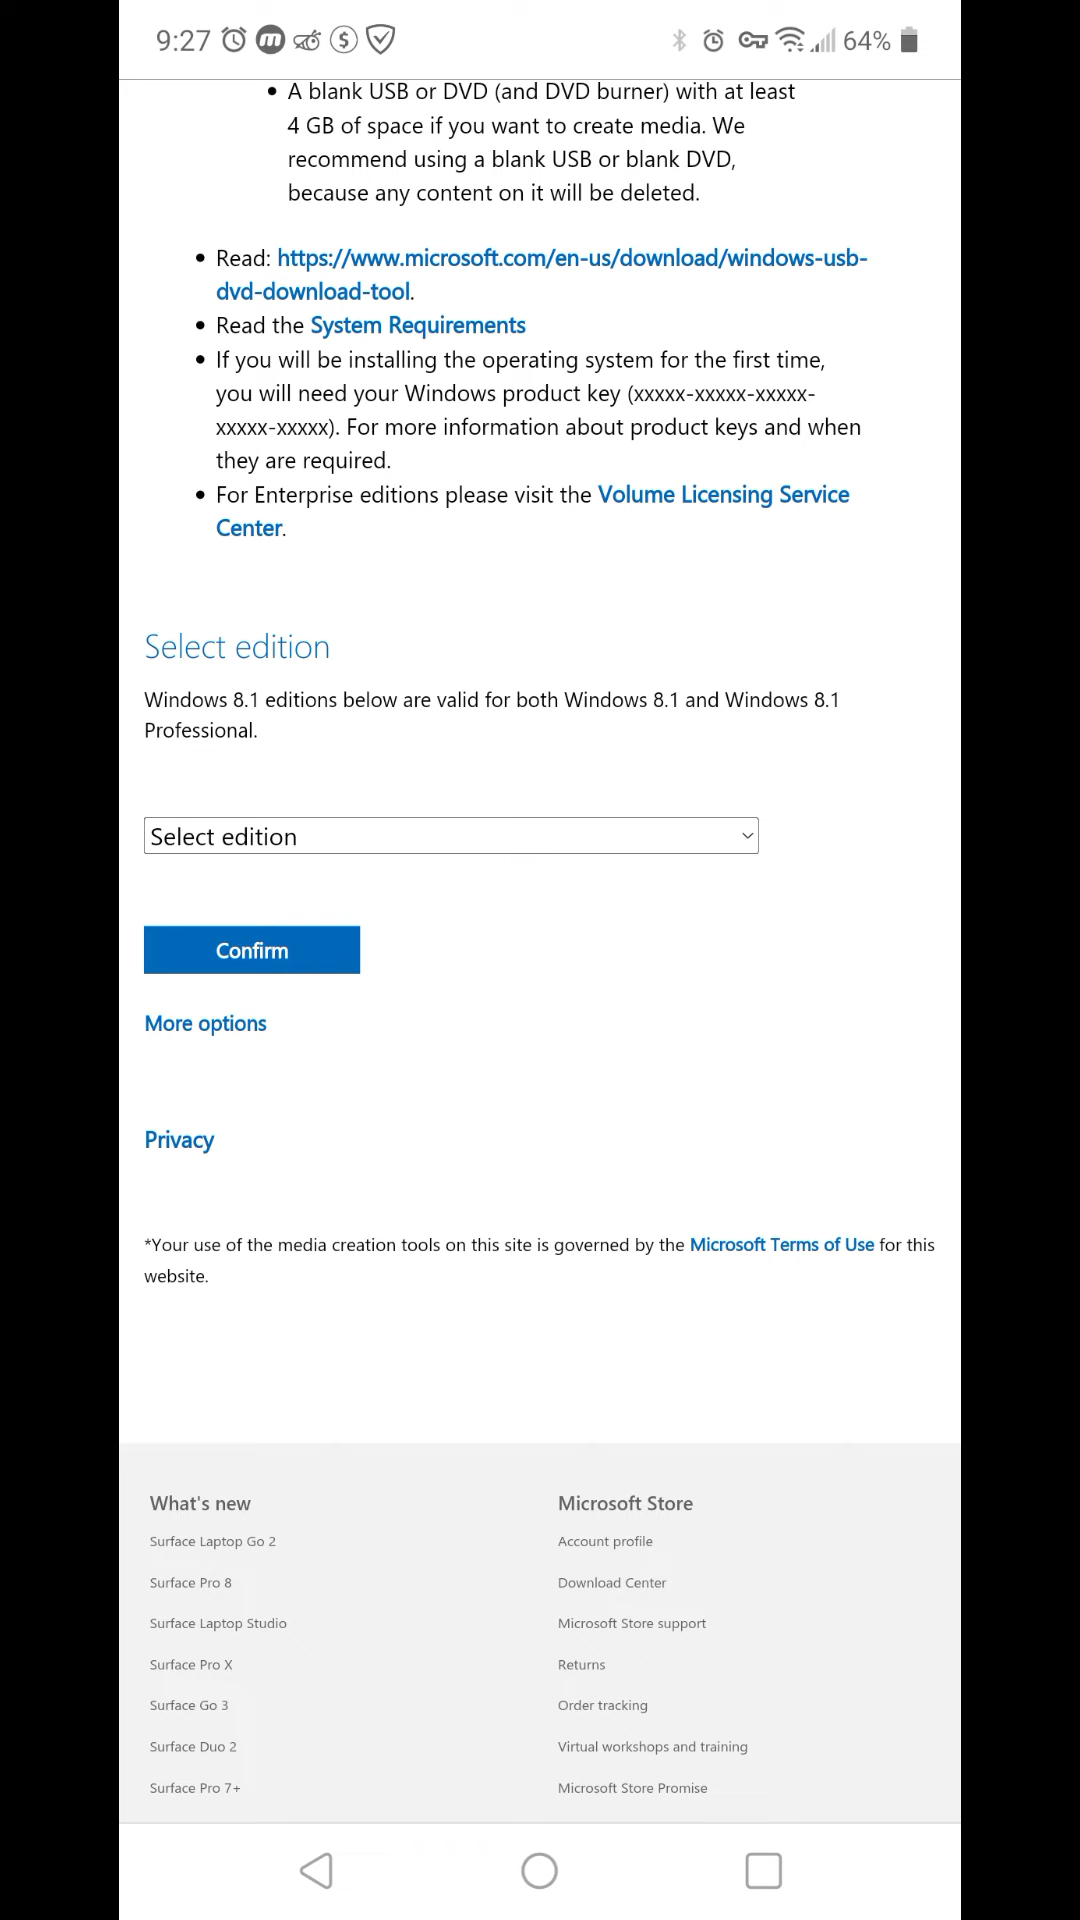 9:27
64%
• A blank USB or DVD (and DVD burner) with at least
4 GB of space if you want to create media. We
recommend using a blank USB or blank DVD,
because any content on it will be deleted.
• Read: https://www.microsoft.com/en-us/download/windows-usb-
dvd-download-tool.
• Read the System Requirements
• If you will be installing the operating system for the first time,
you will need your Windows product key (xxxxx-xxxxx-xxxxx-
xxxxx-xxxxx). For more information about product keys and when
they are required.
• For Enterprise editions please visit the Volume Licensing Service
Center.
Select edition
Windows 8.1 editions below are valid for both Windows 8.1 and Windows 8.1
Professional.
Select edition
Confirm
More options
Privacy
*Your use of the media creation tools on this site is governed by the Microsoft Terms of Use for this
website.
What's new
Surface Laptop Go 2
Surface Pro 8
Surface Laptop Studio
Surface Pro X
Surface Go 3
Surface Duo 2
Surface Pro 7+
Microsoft Store
Account profile
Download Center
Microsoft Store support
Returns
Order tracking
Virtual workshops and training
Microsoft Store Promise